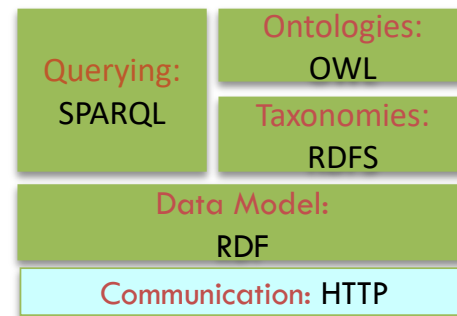 Querying:
SPARQL
Ontologies:
OWL
Taxonomies:
RDFS
Data Model:
RDF
Communication: HTTP